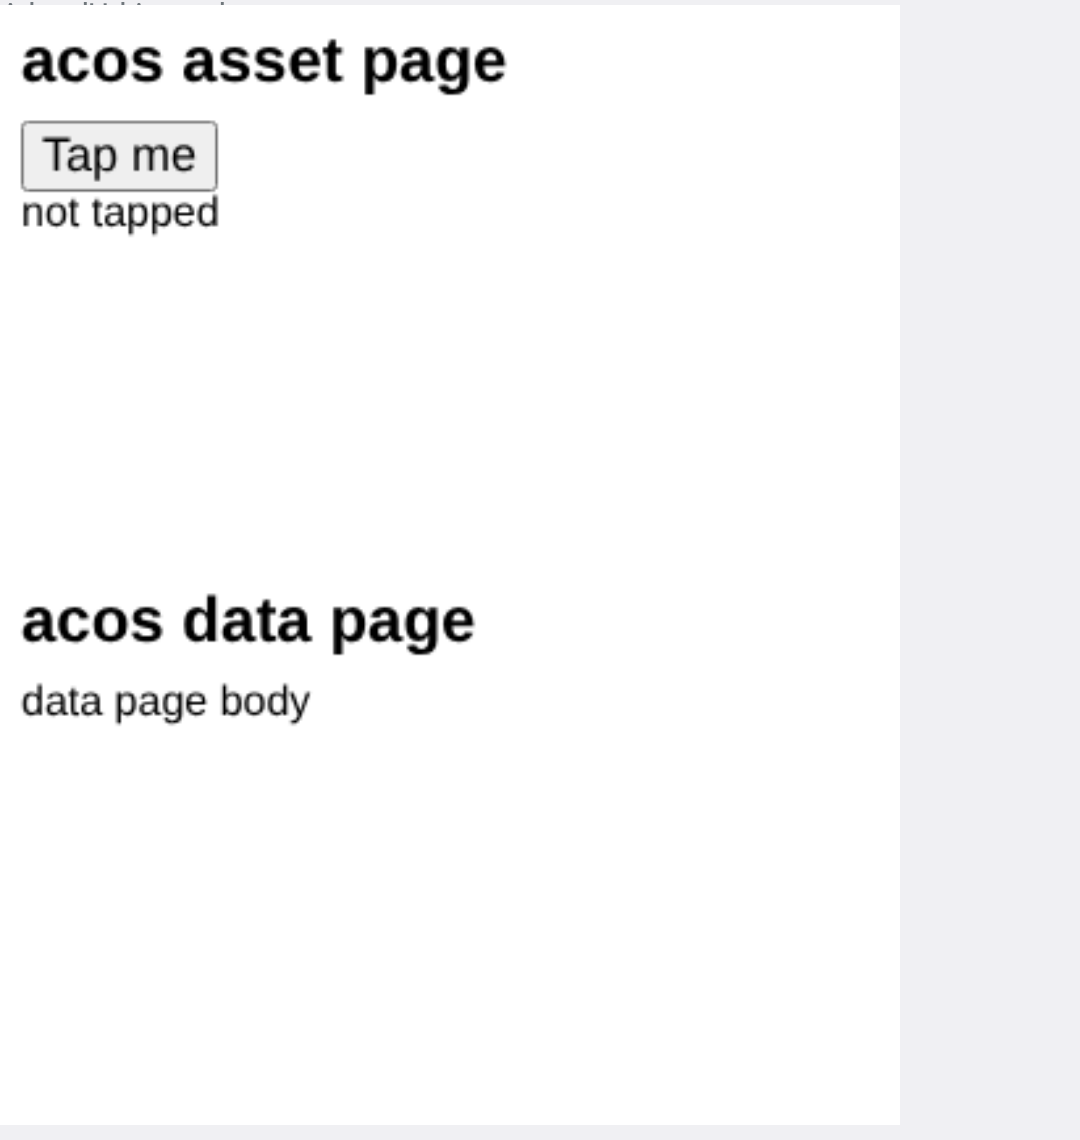 acos asset page
Tap me
not tapped
acos data page
data page body